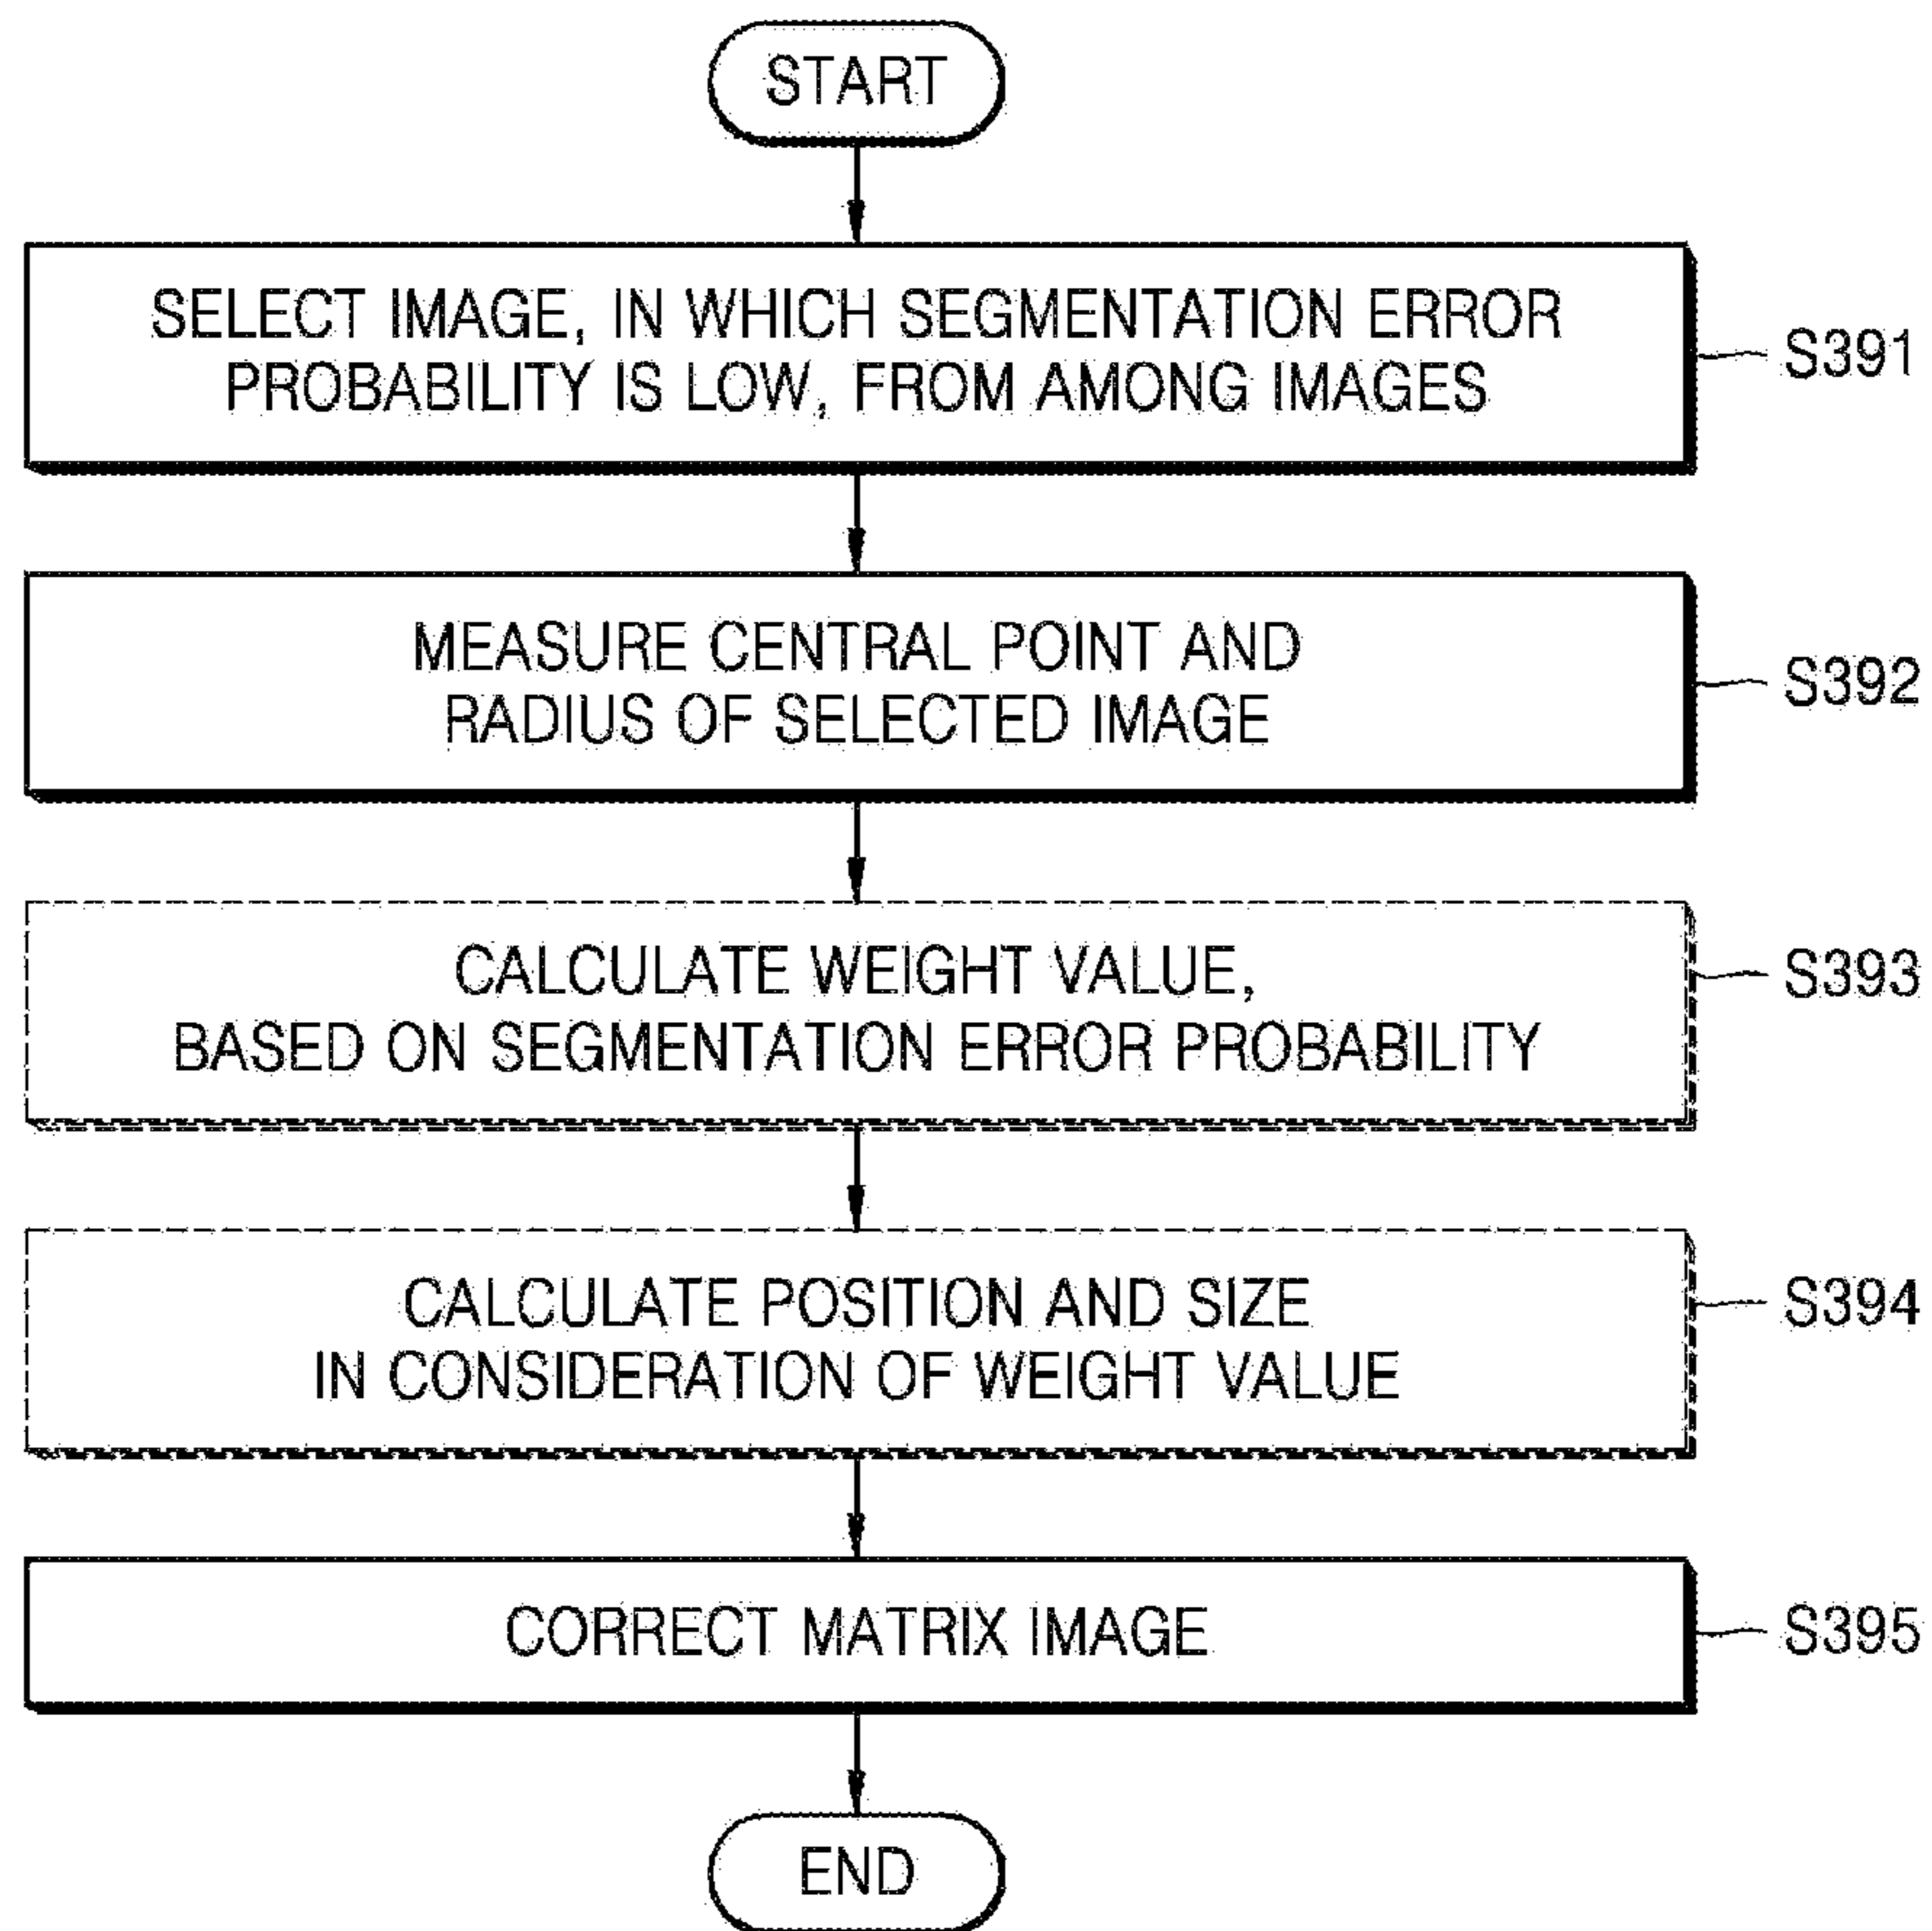 START
SELECT IMAGE, IN WHICH SEGMENTATION ERROR
PROBABILITY IS LOW, FROM AMONG IMAGES
S391
MEASURE CENTRAL POINT AND
RADIUS OF SELECTED IMAGE
S392
CALCULATE WEIGHT VALUE,
BASED ON SEGMENTATION ERROR PROBABILITY
S393
CALCULATE POSITION AND SIZE
IN CONSIDERATION OF WEIGHT VALUE
S394
CORRECT MATRIX IMAGE
S395
END